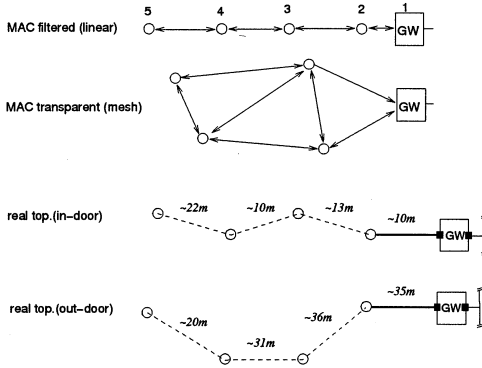 5 4 3 2 1
MAC filtered (linear) GW
MAC transparent (mesh) GW
~22m ~10m ~13m ~10m
real top.(in-door) GW
~35m
real top.(out-door) GW
~20m ~36m
~31m